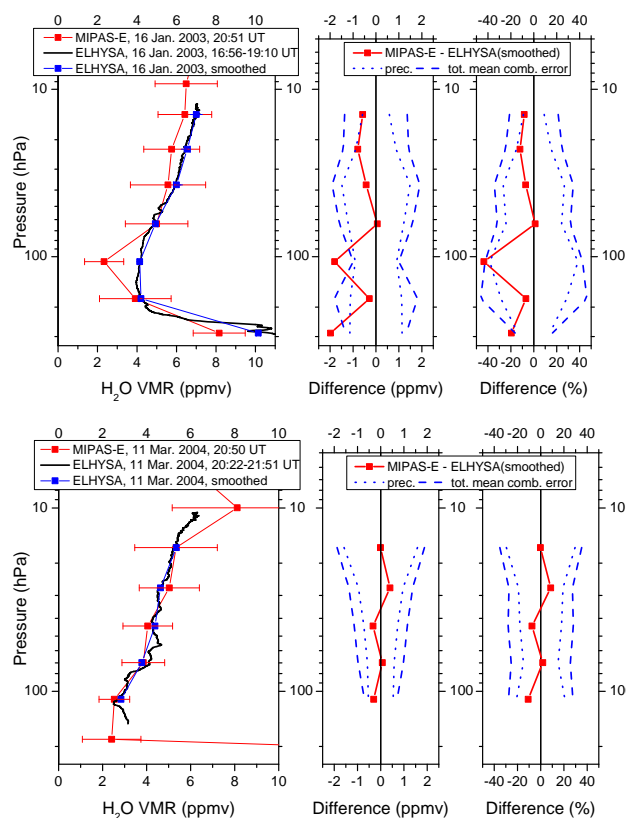 0 2 4 6 8 10 -2 -1 0 1 2 -40 -20 0 20 40
MIPAS-E, 16 Jan. 2003, 20:51 UT
ELHYSA, 16 Jan. 2003, 16:56-19:10 UT
ELHYSA, 16 Jan. 2003, smoothed
MIPAS-E - ELHYSA(smoothed)
prec. tot. mean comb. error
10 10
Pressure (hPa)
100 100
0 2 4 6 8 10 -2 -1 0 1 2 -40 -20 0 20 40
H₂O VMR (ppmv) Difference (ppmv) Difference (%)
0 2 4 6 8 10 -2 -1 0 1 2 -40 -20 0 20 40
MIPAS-E, 11 Mar. 2004, 20:50 UT
ELHYSA, 11 Mar. 2004, 20:22-21:51 UT
ELHYSA, 11 Mar. 2004, smoothed
MIPAS-E - ELHYSA(smoothed)
prec. tot. mean comb. error
10 10
Pressure (hPa)
100 10
0 2 4 6 8 10 -2 -1 0 1 2 -40 -20 0 20 40
H₂O VMR (ppmv) Difference (ppmv) Difference (%)